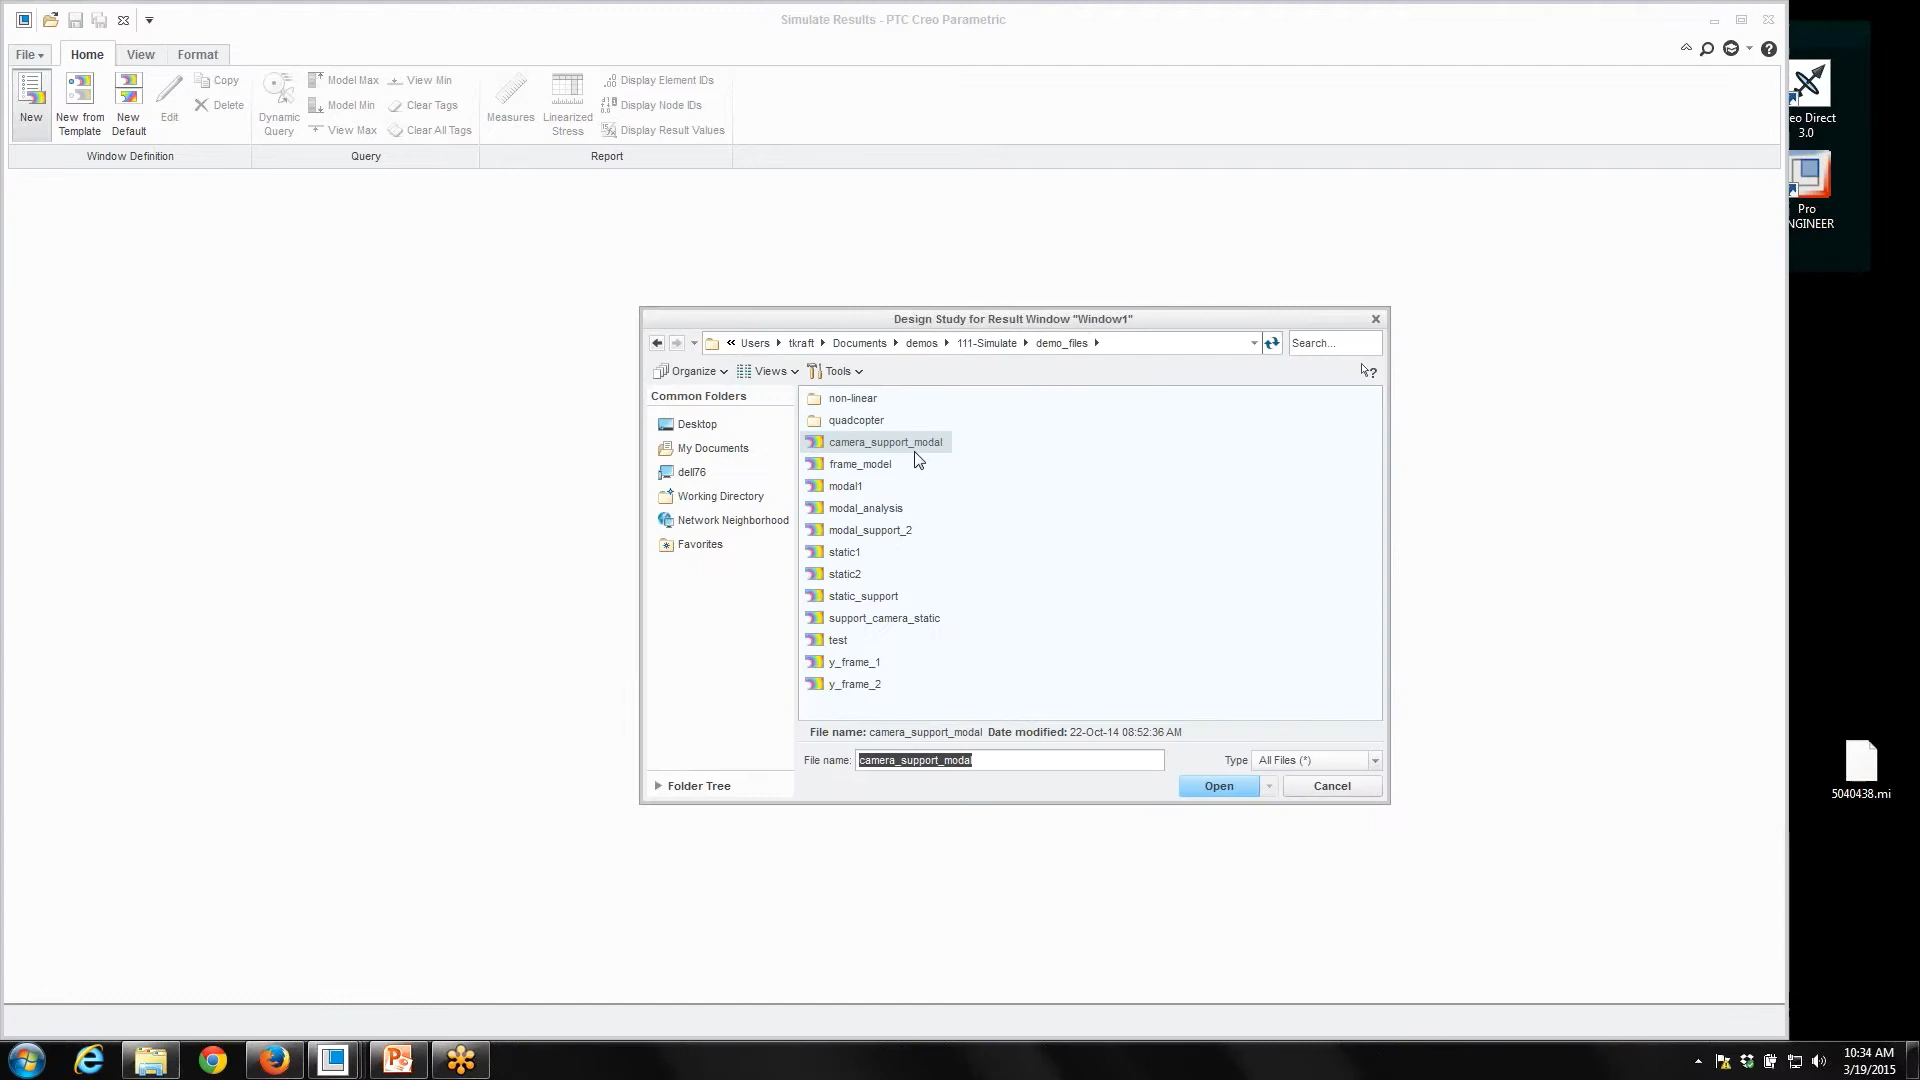 Simulate Results - PTC Creo Parametric
File
Home
View
Format
New
New from
Template
New
Default
Edit
Copy
Delete
Window Definition
Dynamic
Query
Model Max
Model Min
View Max
View Min
Clear Tags
Clear All Tags
Query
Measures
Linearized
Stress
Display Element IDs
Display Node IDs
Display Result Values
Report
eo Direct
3.0
Pro
NGINEER
Design Study for Result Window "Window1"
« Users tkraft Documents demos 111-Simulate demo_files
Search...
Organize Views Tools
Common Folders
Desktop
My Documents
dell76
Working Directory
Network Neighborhood
Favorites
Folder Tree
non-linear
quadcopter
camera_support_modal
frame_model
modal1
modal_analysis
modal_support_2
static1
static2
static_support
support_camera_static
test
y_frame_1
y_frame_2
File name: camera_support_modal Date modified: 22-Oct-14 08:52:36 AM
File name: camera_support_modal
Type All Files (*)
Open
Cancel
5040438.mi
10:34 AM
3/19/2015